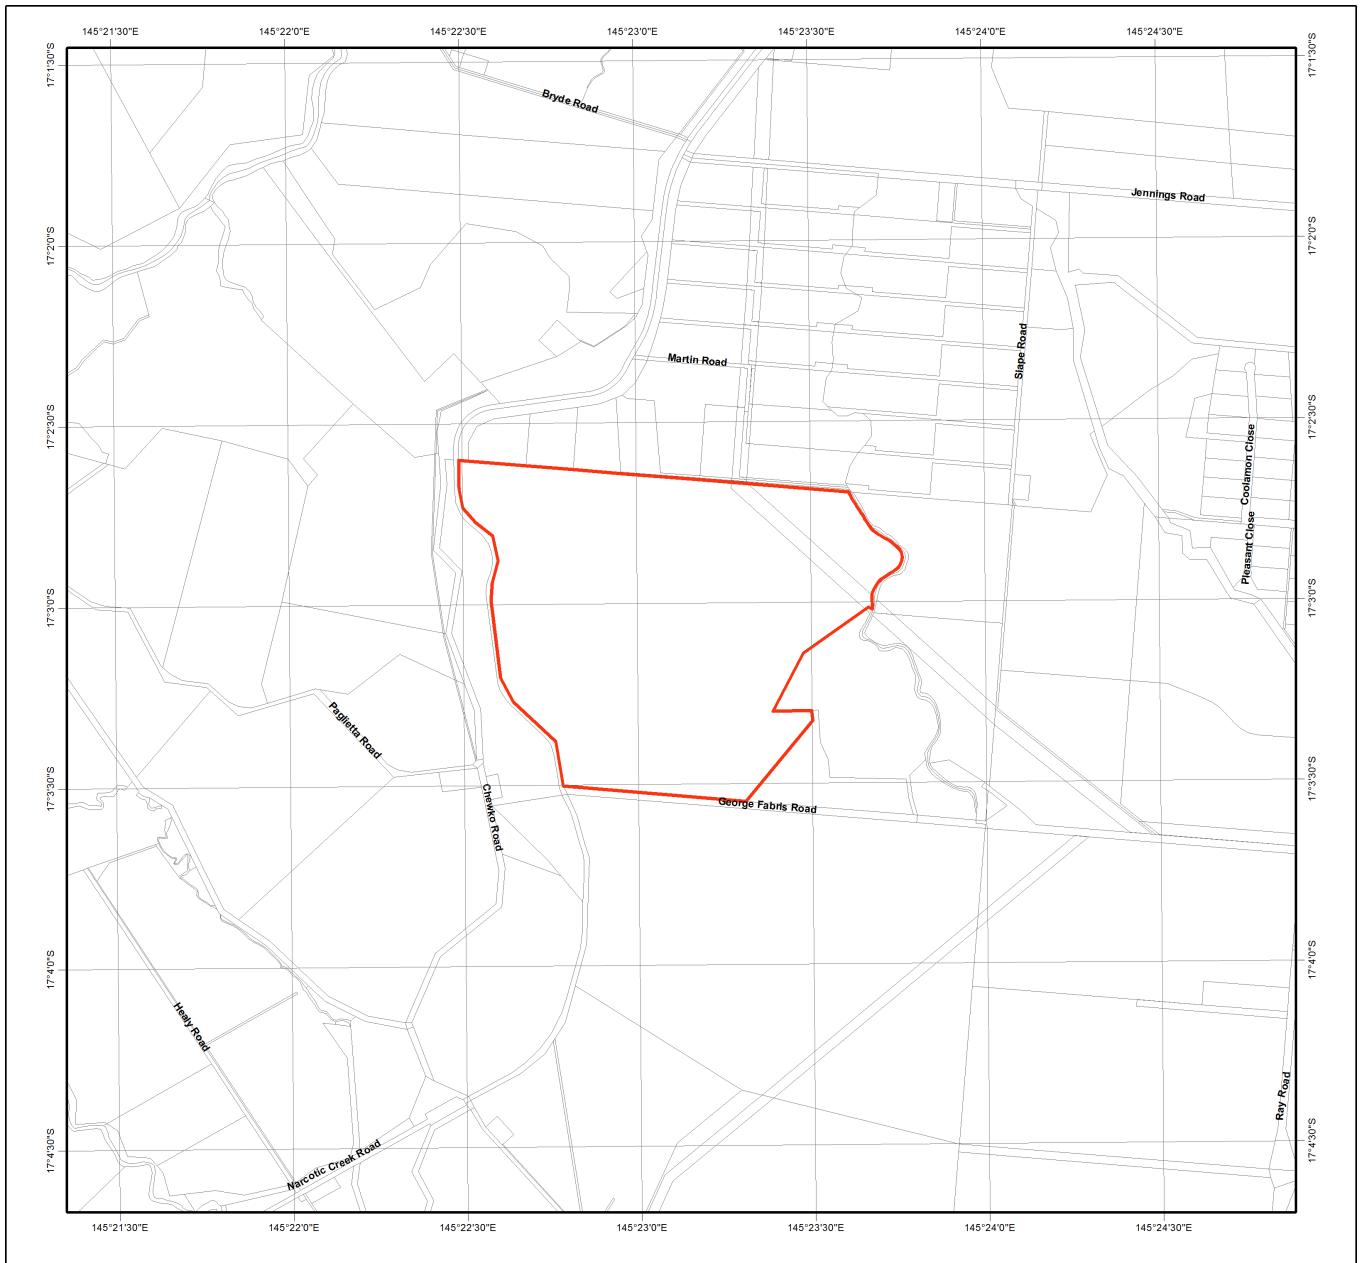 145°21'30"E 145°22'0"E 145°22'30"E 145°23'0"E 145°23'30"E 145°24'0"E 145°24'30"E
17°1'30"S
17°1'30"S
Bryde Road
Jennings Road
17°2'0"S
17°2'0"S
Slape Road
Martin Road
17°2'30"S
17°2'30"S
Coolamon Close
Pleasant Close
17°3'0"S
17°3'0"S
Paglietta Road
17°3'30"S
17°3'30"S
Chewko Road
George Fabris Road
17°4'0"S
17°4'0"S
Healy Road
Ray Road
17°4'30"S
17°4'30"S
Narcotic Creek Road
145°21'30"E 145°22'0"E 145°22'30"E 145°23'0"E 145°23'30"E 145°24'0"E 145°24'30"E